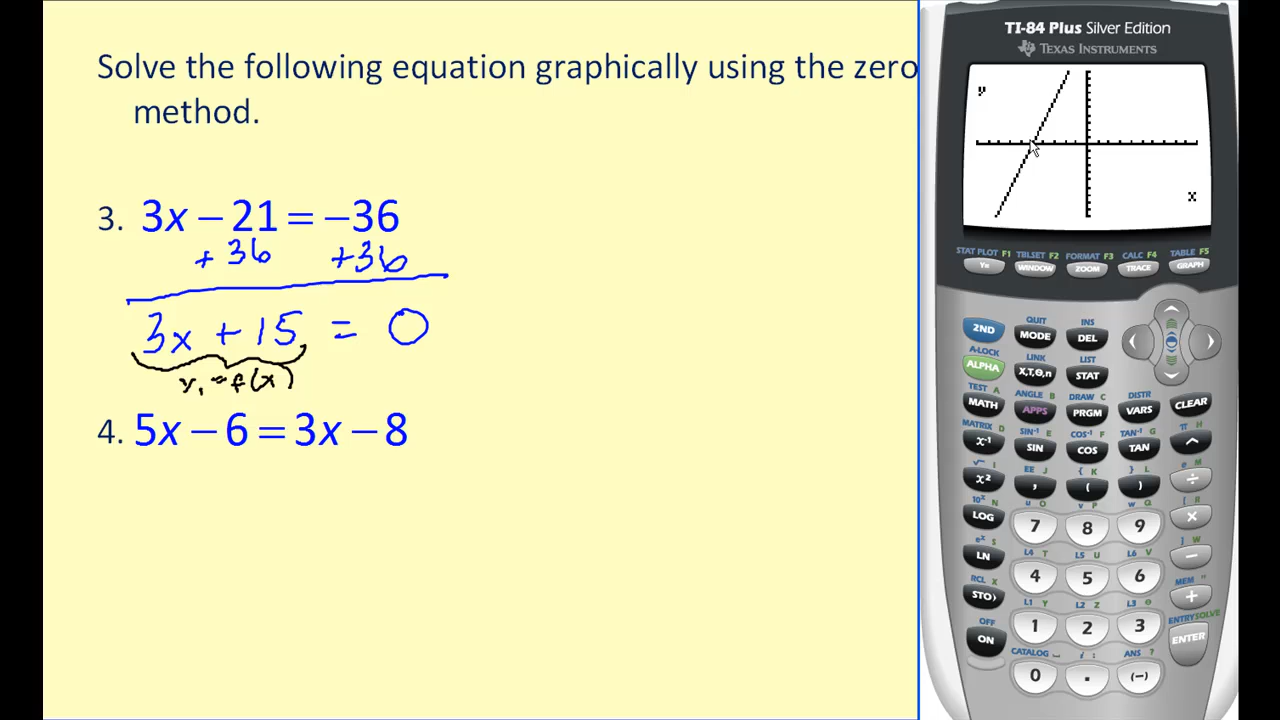 Solve the following equation graphically using the zero
method.
3. 3x − 21 = −36
+ 36 +36
3x + 15 = 0
y₁ = f(x)
4. 5x − 6 = 3x − 8
TI-84 Plus Silver Edition
TEXAS INSTRUMENTS
y
x
STAT PLOT F1 TBLSET F2 FORMAT F3 CALC F4 TABLE F5
Y= WINDOW ZOOM TRACE GRAPH
QUIT INS
2ND MODE DEL
A-LOCK LINK LIST
ALPHA X,T,Θ,n STAT
TEST A ANGLE B DRAW C DISTR
MATH APPS PRGM VARS CLEAR
MATRIX D SIN⁻¹ E COS⁻¹ F TAN⁻¹ G π H
x⁻¹ SIN COS TAN ^
√ I EE J { K } L e M
x² , ( ) ÷
10ˣ N u O v P w Q [ R
LOG 7 8 9 ×
eˣ S L4 T L5 U L6 V ] W
LN 4 5 6 −
RCL X L1 Y L2 Z L3 θ MEM "
STO› 1 2 3 +
OFF CATALOG ⎵ i : ANS ? ENTRY SOLVE
ON 0 . (−) ENTER